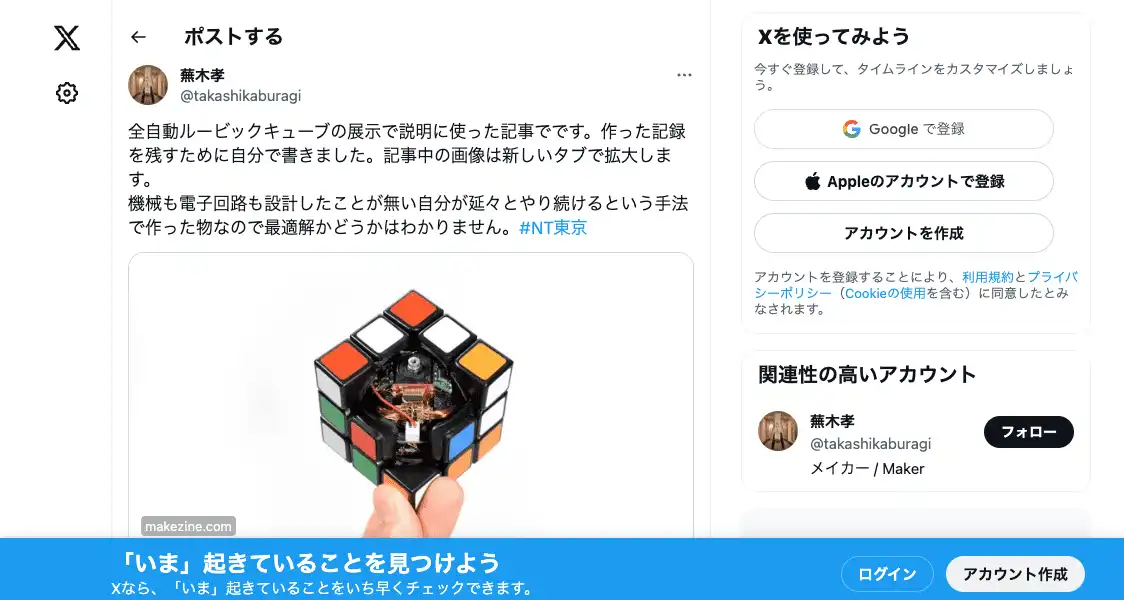 ポストする
蕪木孝
@takashikaburagi
全自動ルービックキューブの展示で説明に使った記事でです。作った記録
を残すために自分で書きました。記事中の画像は新しいタブで拡大しま
す。
機械も電子回路も設計したことが無い自分が延々とやり続けるという手法
で作った物なので最適解かどうかはわかりません。#NT東京
makezine.com
Xを使ってみよう
今すぐ登録して、タイムラインをカスタマイズしましょ
う。
Google で登録
Appleのアカウントで登録
アカウントを作成
アカウントを登録することにより、利用規約とプライバ
シーポリシー（Cookieの使用を含む）に同意したとみ
なされます。
関連性の高いアカウント
蕪木孝
@takashikaburagi
フォロー
メイカー / Maker
「いま」起きていることを見つけよう
Xなら、「いま」起きていることをいち早くチェックできます。
ログイン
アカウント作成